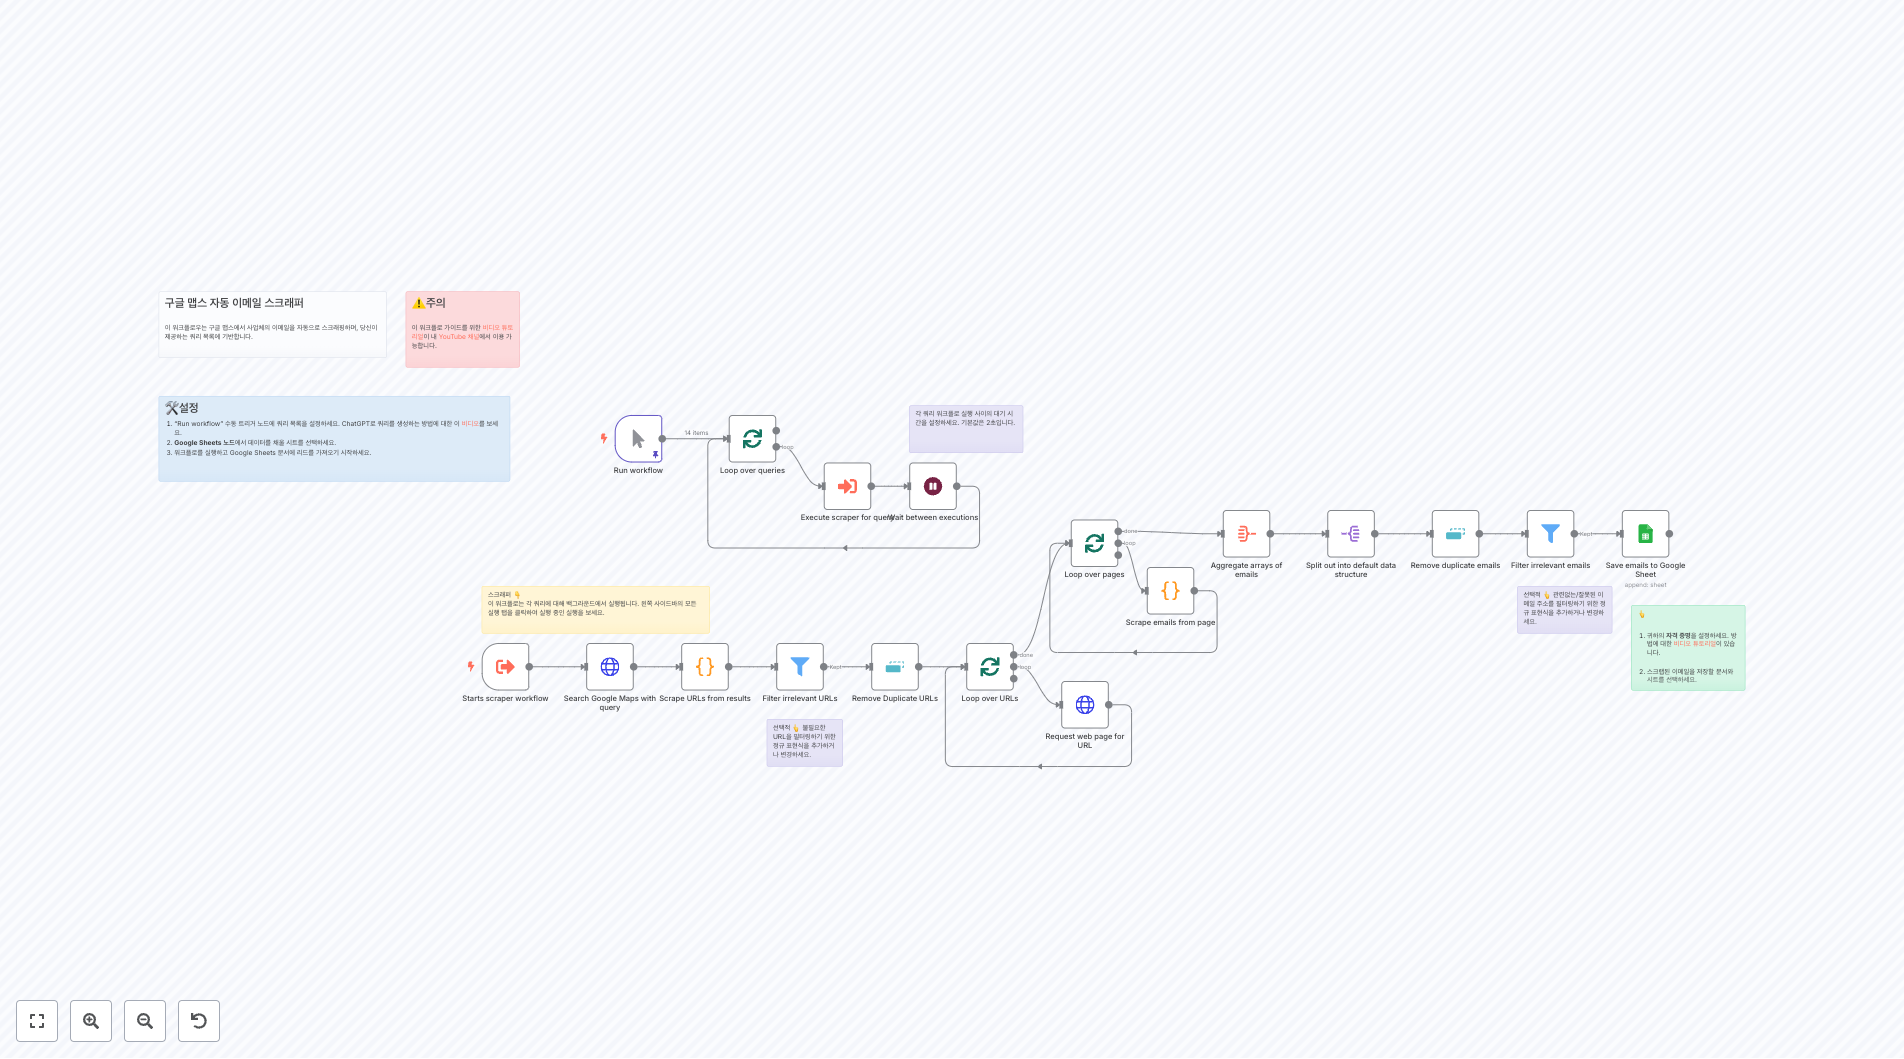 구글 맵스 자동 이메일 스크래퍼
이 워크플로우는 구글 맵스에서 사업체의 이메일을 자동으로 스크래핑하며, 당신이
제공하는 쿼리 목록에 기반합니다.
⚠️주의
이 워크플로 가이드를 위한 비디오 튜토
리얼이 내 YouTube 채널에서 이용 가
능합니다.
🛠️설정
1. "Run workflow" 수동 트리거 노드에 쿼리 목록을 설정하세요. ChatGPT로 쿼리를 생성하는 방법에 대한 이 비디오를 보세
요.
2. Google Sheets 노드에서 데이터를 채울 시트를 선택하세요.
3. 워크플로를 실행하고 Google Sheets 문서에 리드를 가져오기 시작하세요.
각 쿼리 워크플로 실행 사이의 대기 시
간을 설정하세요. 기본값은 2초입니다.
14 items
loop
Run workflow
Loop over queries
Execute scraper for query
Wait between executions
done
loop
Loop over pages
Scrape emails from page
Aggregate arrays of
emails
Split out into default data
structure
Remove duplicate emails
Kept
Filter irrelevant emails
Save emails to Google
Sheet
append: sheet
선택적 👆 관련없는/잘못된 이
메일 주소를 필터링하기 위한 정
규 표현식을 추가하거나 변경하
세요.
👆
1. 귀하의 자격 증명을 설정하세요. 방
법에 대한 비디오 튜토리얼이 있습
니다.
2. 스크랩된 이메일을 저장할 문서와
시트를 선택하세요.
스크레퍼 👇
이 워크플로는 각 쿼리에 대해 백그라운드에서 실행됩니다. 왼쪽 사이드바의 모든
실행 탭을 클릭하여 실행 중인 실행을 보세요.
Starts scraper workflow
Search Google Maps with
query
Scrape URLs from results
Kept
Filter irrelevant URLs
Remove Duplicate URLs
done
loop
Loop over URLs
Request web page for
URL
선택적 👆 불필요한
URL을 필터링하기 위한
정규 표현식을 추가하거
나 변경하세요.